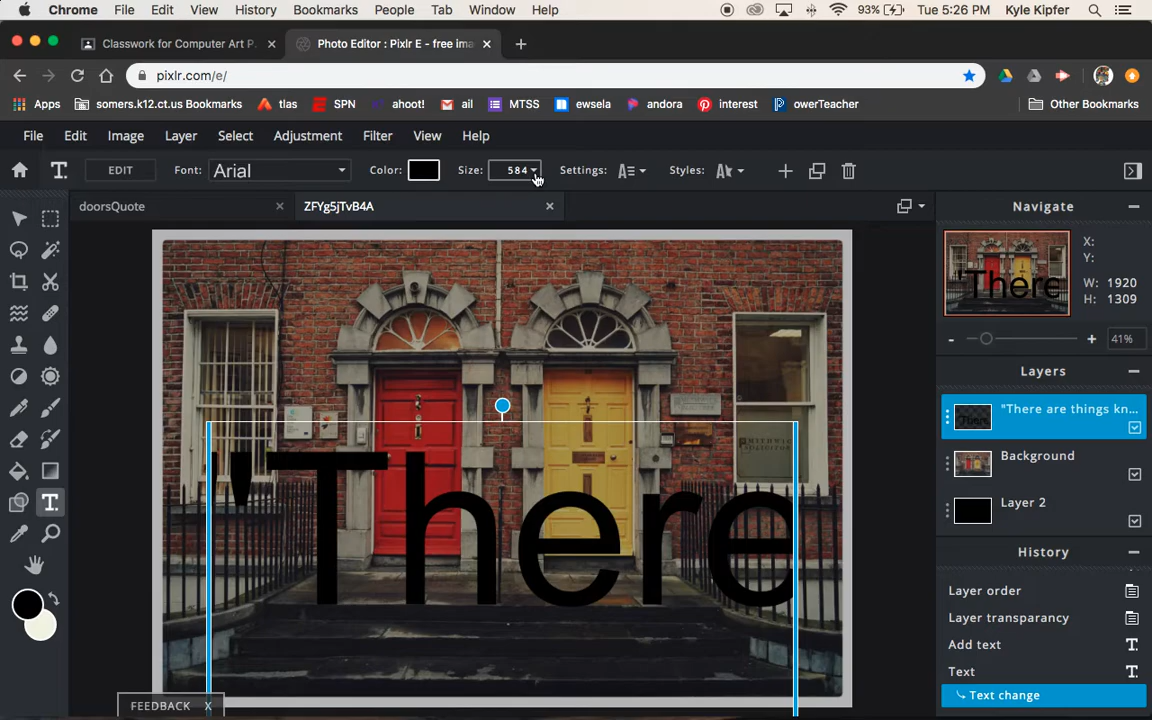 Chrome File Edit View History Bookmarks People Tab Window Help 93% Tue 5:26 PM Kyle Kipfer
Classwork for Computer Art P Photo Editor : Pixlr E - free ima
pixlr.com/e/
Apps somers.k12.ct.us Bookmarks tlas SPN ahoot! ail MTSS ewsela andora interest owerTeacher Other Bookmarks
File Edit Image Layer Select Adjustment Filter View Help
EDIT Font: Arial Color: Size: 584 Settings: Styles:
doorsQuote ZFYg5jTvB4A
Navigate
X:
Y:
W: 1920
H: 1309
41%
Layers
"There are things kn...
Background
Layer 2
History
Layer order
Layer transparancy
Add text
Text
Text change
"There
FEEDBACK X